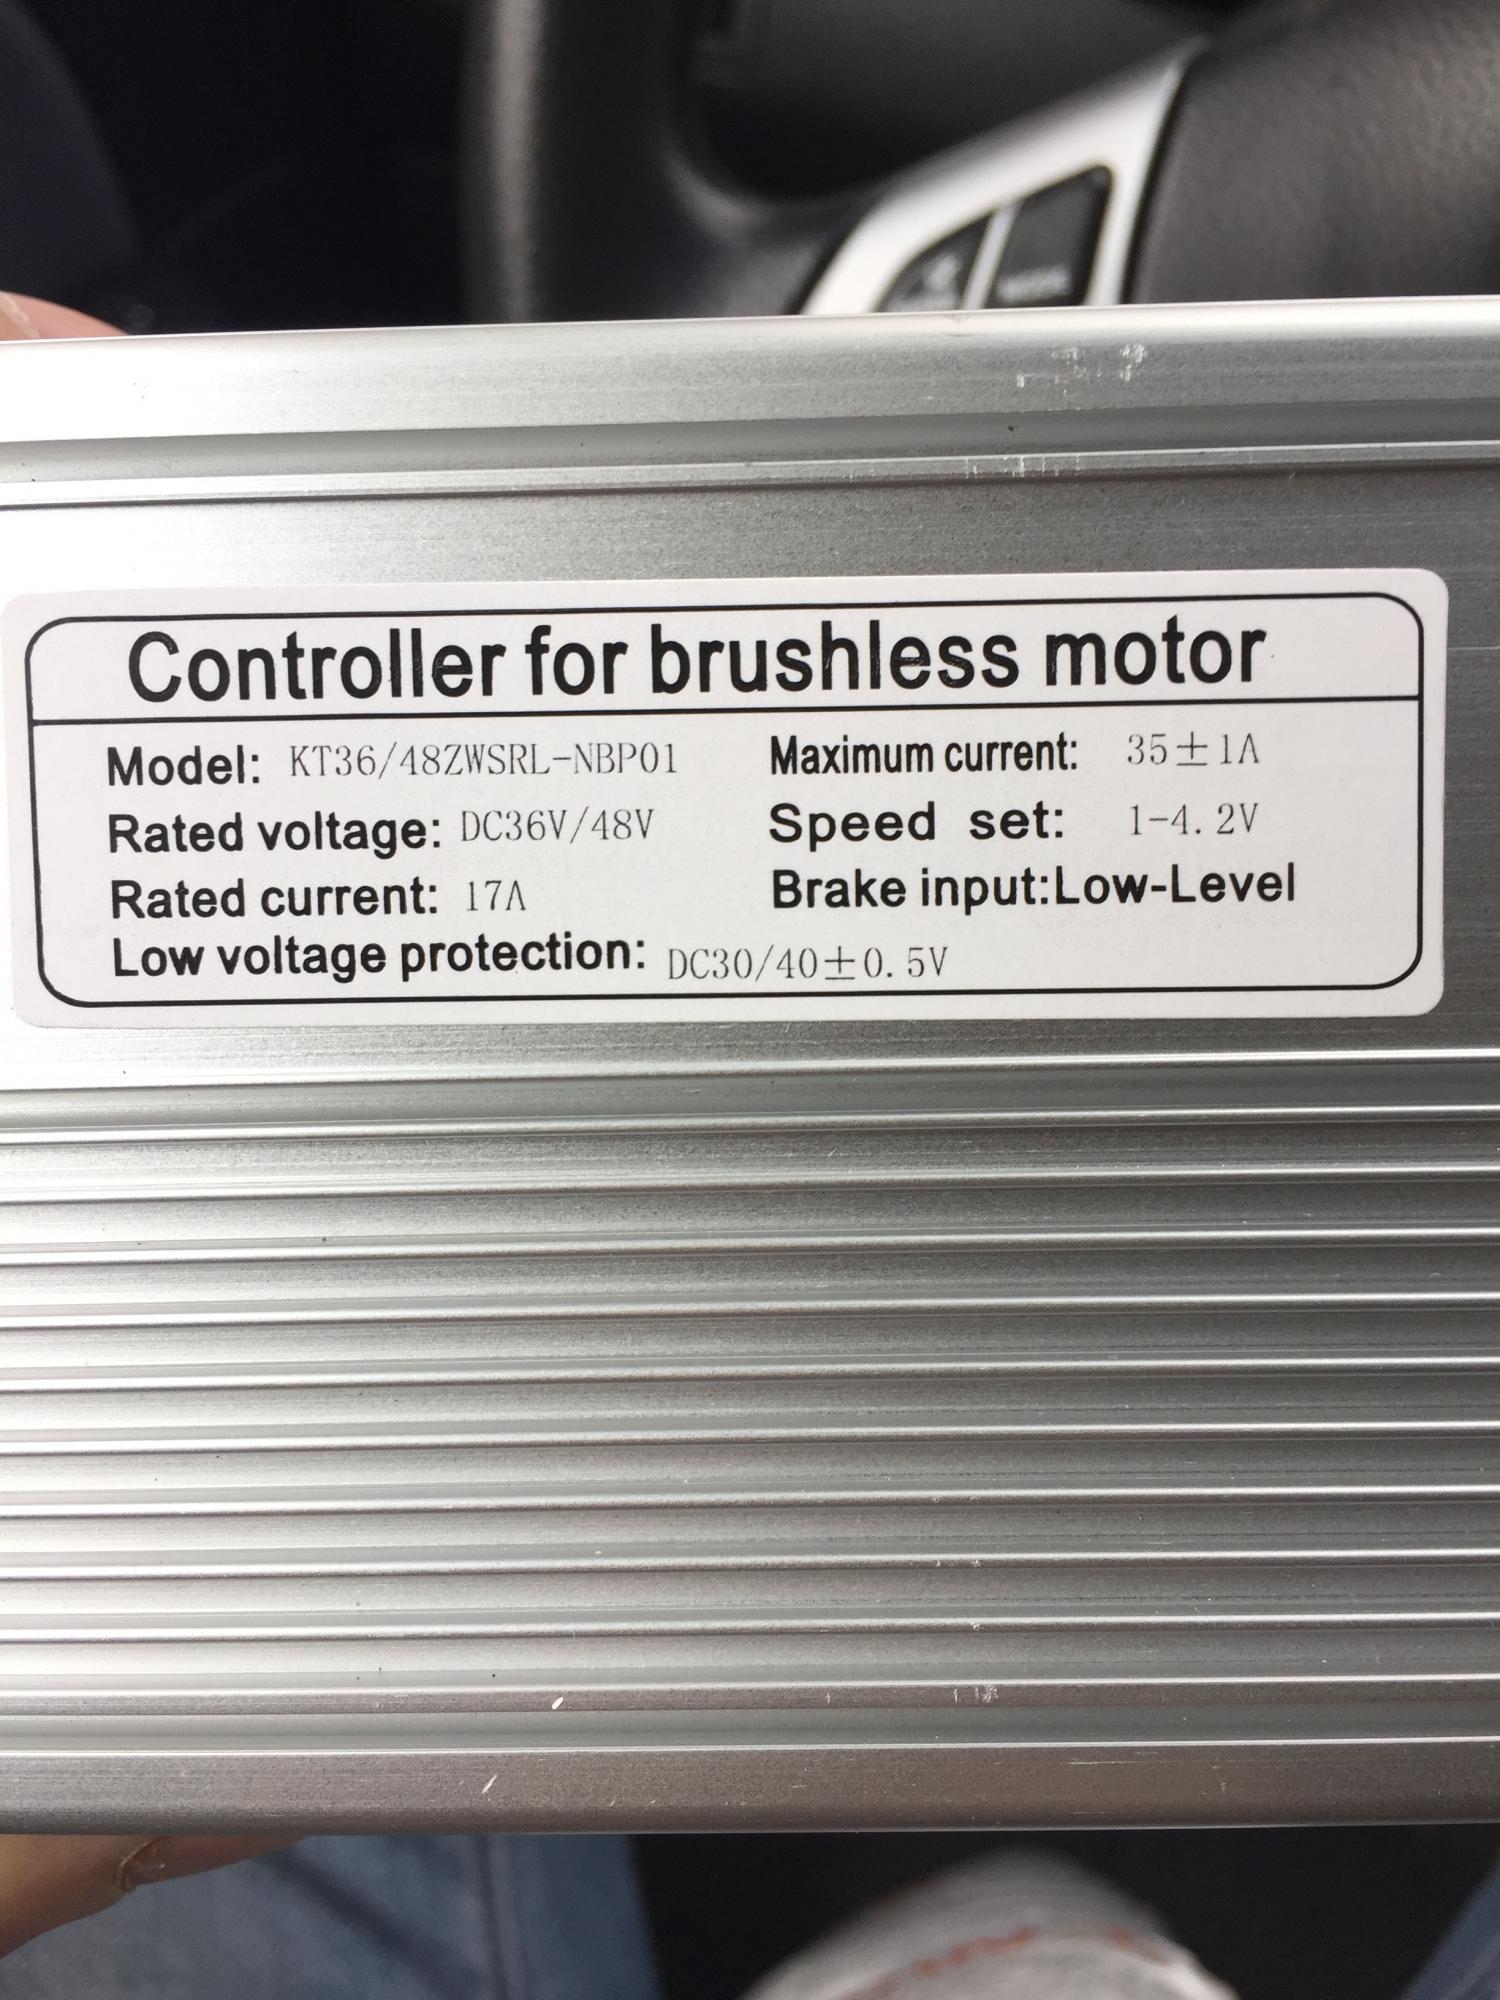 Controller for brushless motor
Model: KT36/48ZWSRL-NBP01
Maximum current: 35±1A
Rated voltage: DC36V/48V
Speed set: 1-4.2V
Rated current: 17A
Brake input:Low-Level
Low voltage protection: DC30/40±0.5V